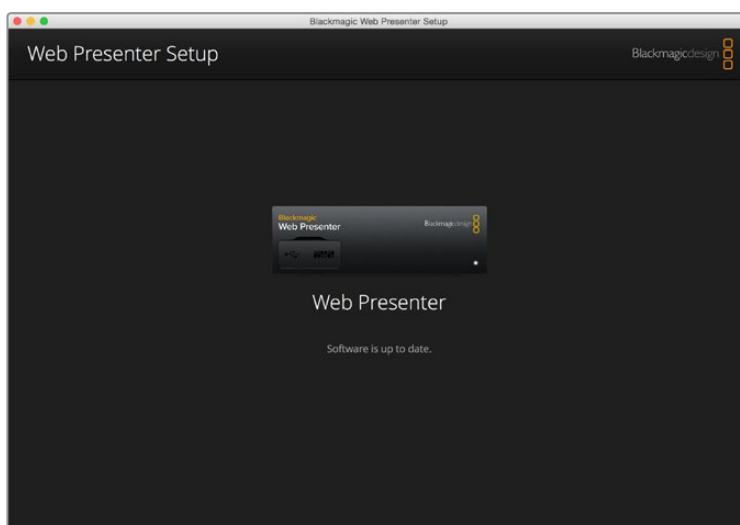 Blackmagic Web Presenter Setup
Web Presenter Setup
Blackmagicdesign
Blackmagic
Web Presenter
Blackmagicdesign
Web Presenter
Software is up to date.